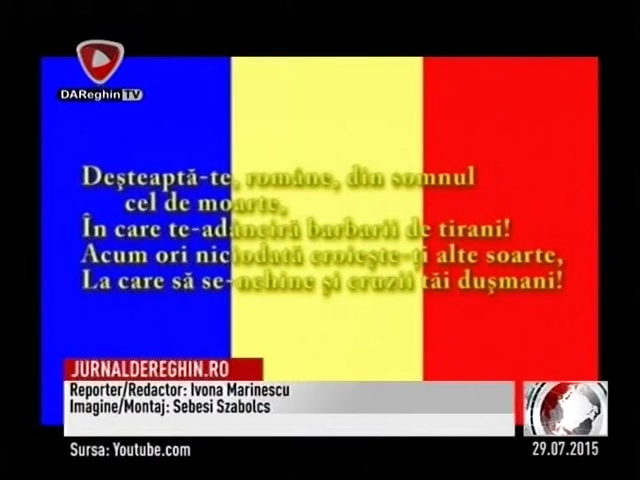 DAReghin TV
Deşteaptă-te, române, din somnul
cel de moarte,
În care te-adânciră barbarii de tirani!
Acum ori niciodată croieşte-ţi alte soarte,
La care să se-nchine şi cruzii tăi duşmani!
JURNALDEREGHIN.RO
Reporter/Redactor: Ivona Marinescu
Imagine/Montaj: Sebesi Szabolcs
Sursa: Youtube.com
29.07.2015